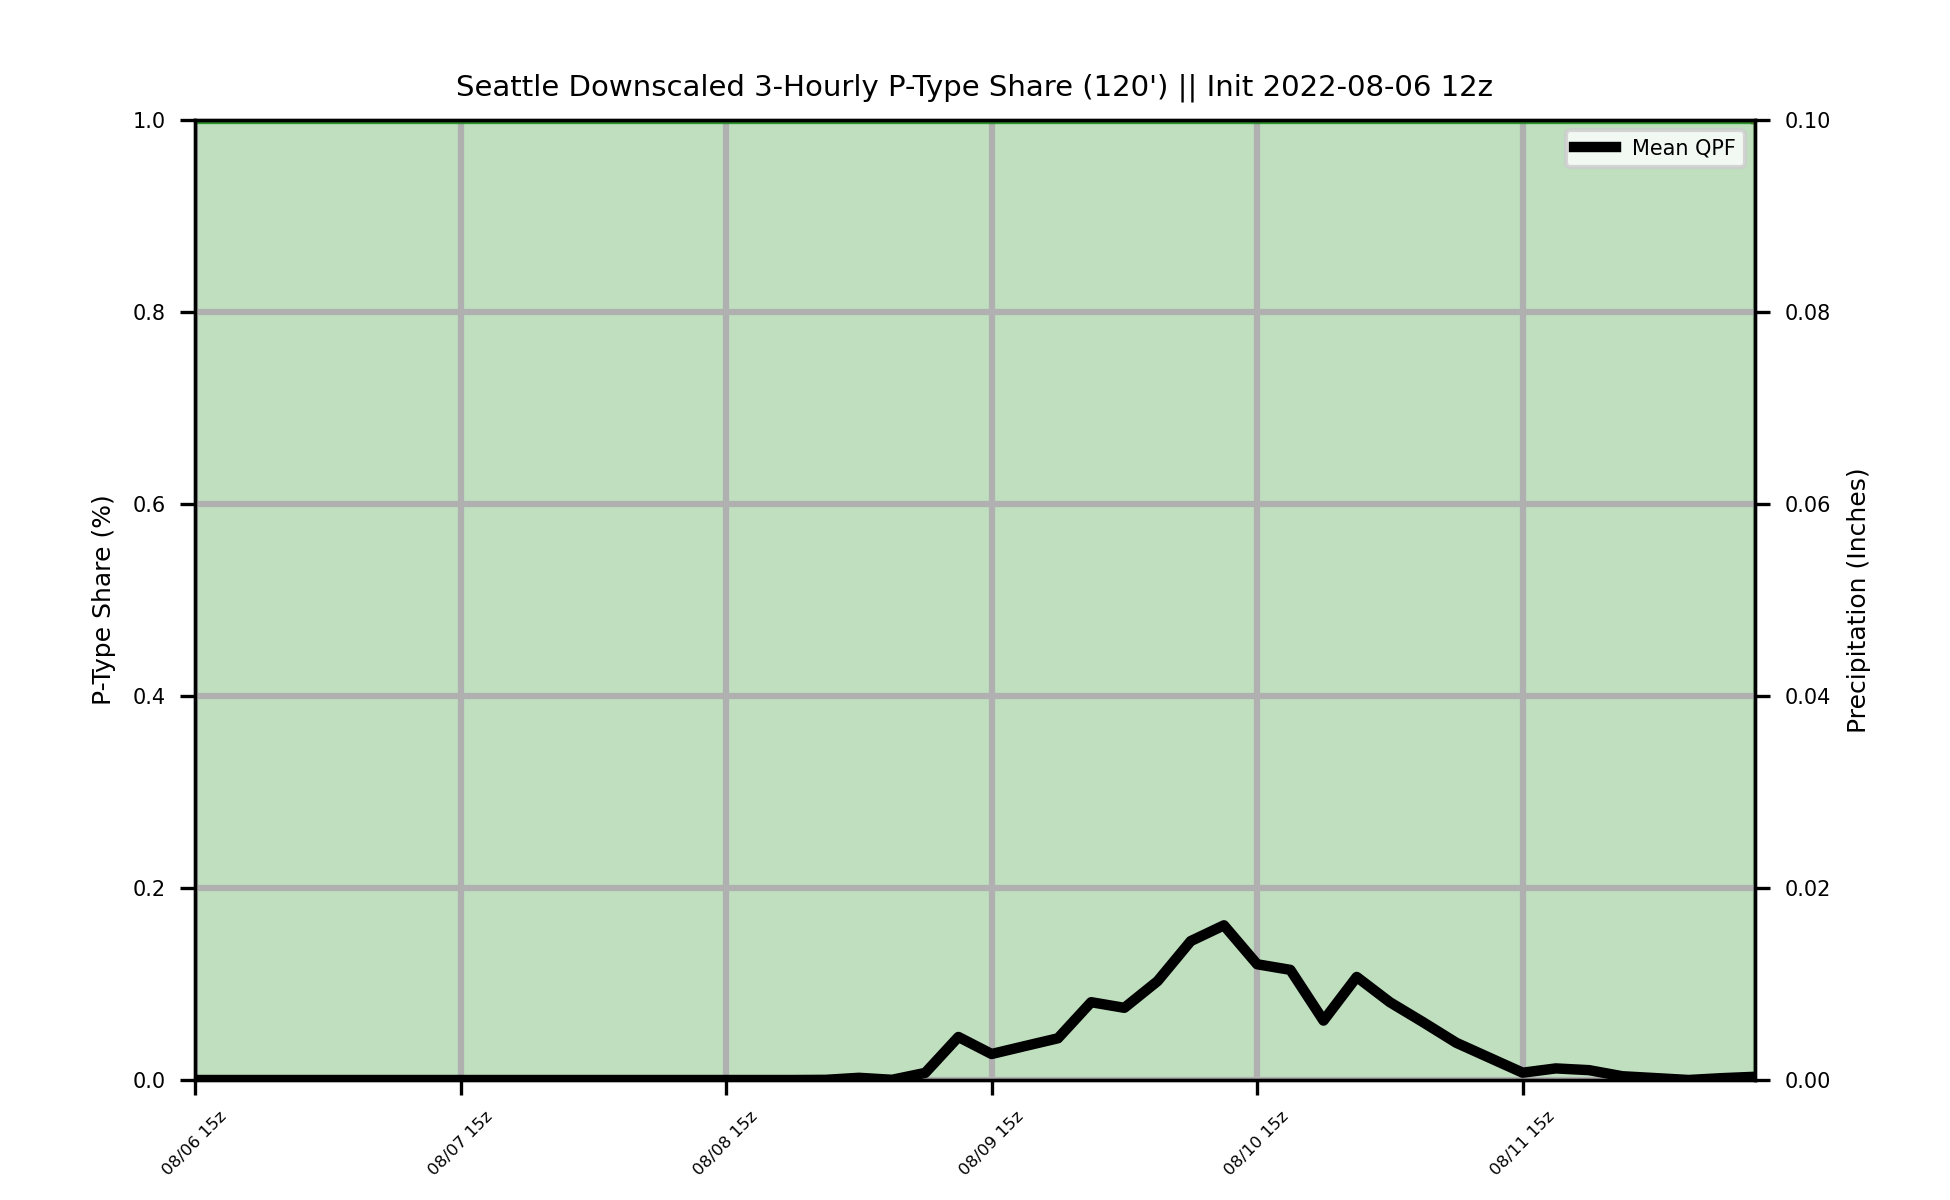 Seattle Downscaled 3-Hourly P-Type Share (120') || Init 2022-08-06 12z
Mean QPF
P-Type Share (%)
1.0
0.8
0.6
0.4
0.2
0.0
0.10
0.08
0.06
0.04
0.02
0.00
Precipitation (Inches)
08/06 15z
08/07 15z
08/08 15z
08/09 15z
08/10 15z
08/11 15z